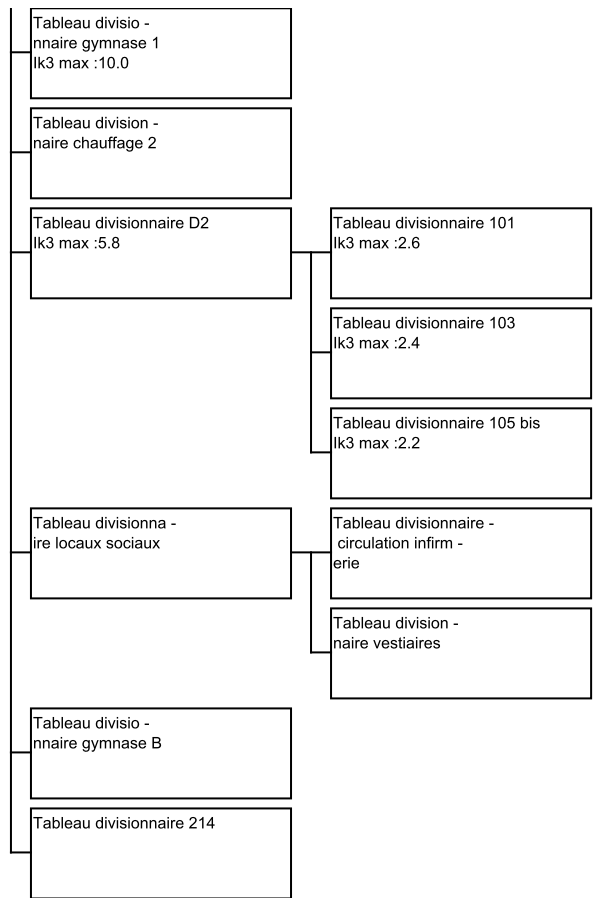 Tableau divisio -
nnaire gymnase 1
Ik3 max :10.0
Tableau division -
naire chauffage 2
Tableau divisionnaire D2
Ik3 max :5.8
Tableau divisionnaire 101
Ik3 max :2.6
Tableau divisionnaire 103
Ik3 max :2.4
Tableau divisionnaire 105 bis
Ik3 max :2.2
Tableau divisionna -
ire locaux sociaux
Tableau divisionnaire -
circulation infirm -
erie
Tableau division -
naire vestiaires
Tableau divisio -
nnaire gymnase B
Tableau divisionnaire 214